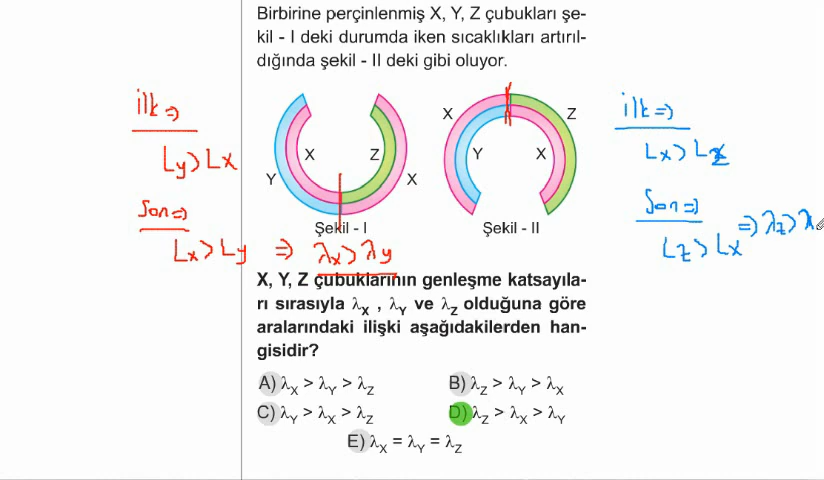 Birbirine perçinlenmiş X, Y, Z çubukları şe-
kil - I deki durumda iken sıcaklıkları artırıl-
dığında şekil - II deki gibi oluyor.
ilk ⇒
Ly > Lx
Son ⇒
Lx > Ly ⇒ λx > λy
X
Z
Y
X
Şekil - I
X
Z
Y
X
Şekil - II
ilk ⇒
Lx > Lz
Son ⇒
Lz > Lx ⇒ λz > λ
X, Y, Z çubuklarının genleşme katsayıla-
rı sırasıyla λX , λY ve λZ olduğuna göre
aralarındaki ilişki aşağıdakilerden han-
gisidir?
A) λX > λY > λZ
B) λZ > λY > λX
C) λY > λX > λZ
D) λZ > λX > λY
E) λX = λY = λZ